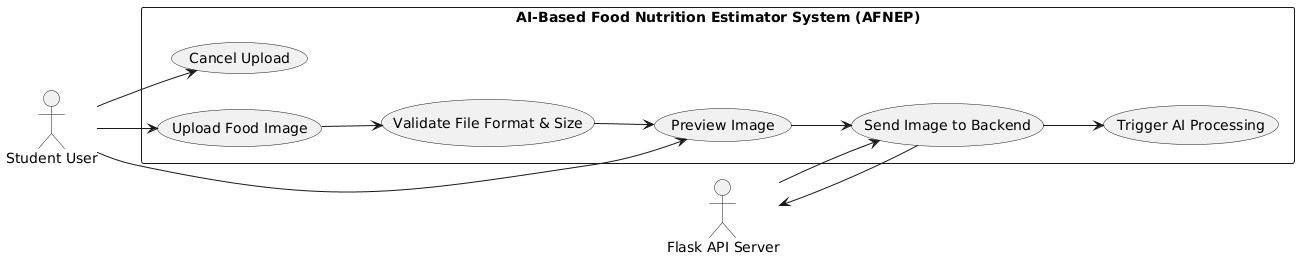 AI-Based Food Nutrition Estimator System (AFNEP)
Cancel Upload
Upload Food Image
Validate File Format & Size
Preview Image
Send Image to Backend
Trigger AI Processing
Student User
Flask API Server